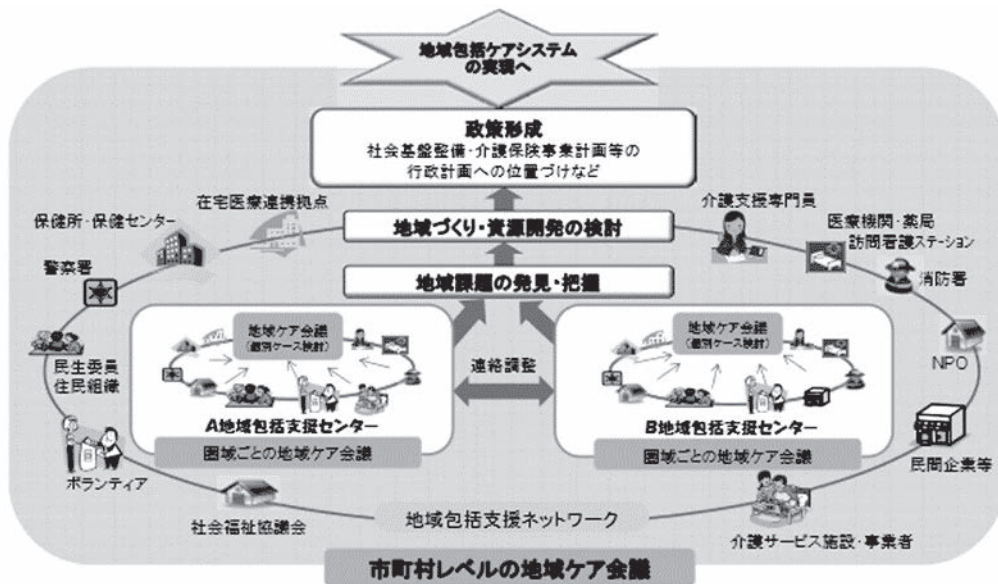 地域包括ケアシステム
の実現へ
政策形成
社会基盤整備・介護保険事業計画等の
行政計画への位置づけなど
地域づくり・資源開発の検討
地域課題の発見・把握
在宅医療連携拠点
保健所・保健センター
警察署
民生委員
住民組織
ボランティア
社会福祉協議会
介護支援専門員
医療機関・薬局
訪問看護ステーション
消防署
NPO
民間企業等
介護サービス施設・事業者
地域ケア会議
(個別ケース検討)
A地域包括支援センター
圏域ごとの地域ケア会議
連絡調整
地域ケア会議
(個別ケース検討)
B地域包括支援センター
圏域ごとの地域ケア会議
地域包括支援ネットワーク
市町村レベルの地域ケア会議